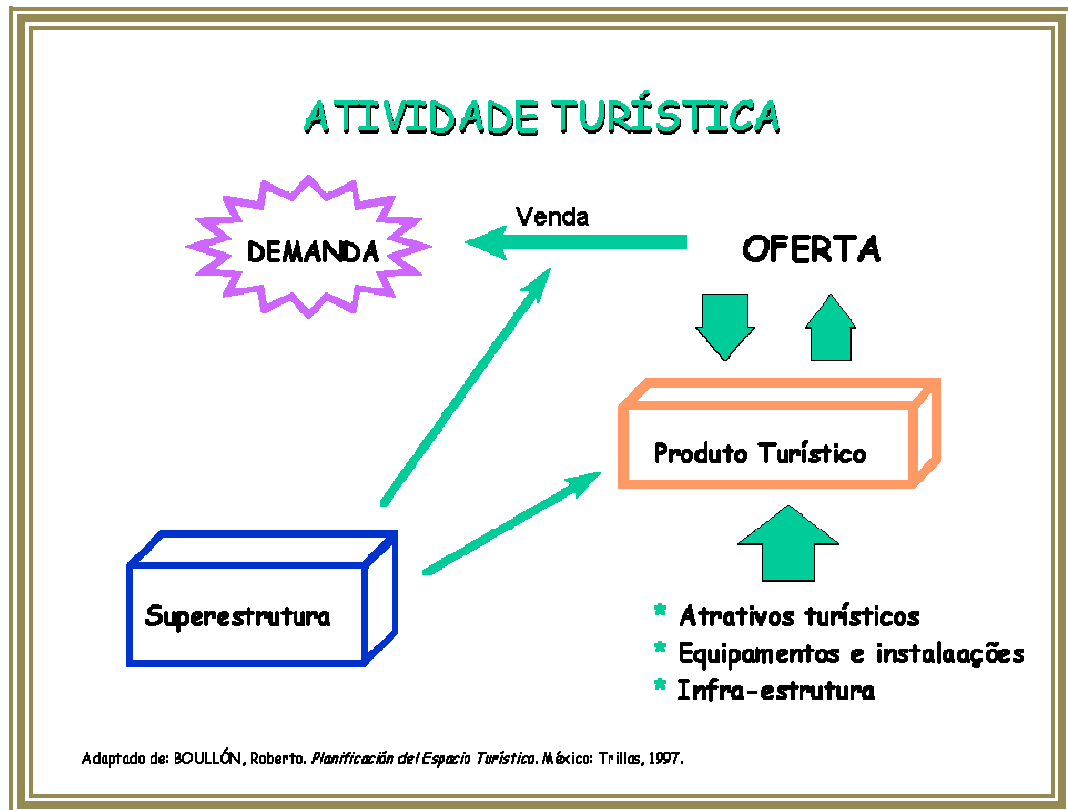 ATIVIDADE TURÍSTICA
Venda
DEMANDA
OFERTA
Produto Turístico
Superestrutura
* Atrativos turísticos
* Equipamentos e instalaações
* Infra-estrutura
Adaptado de: BOULLÓN, Roberto. Planificación del Espacio Turístico. México: Trillas, 1997.